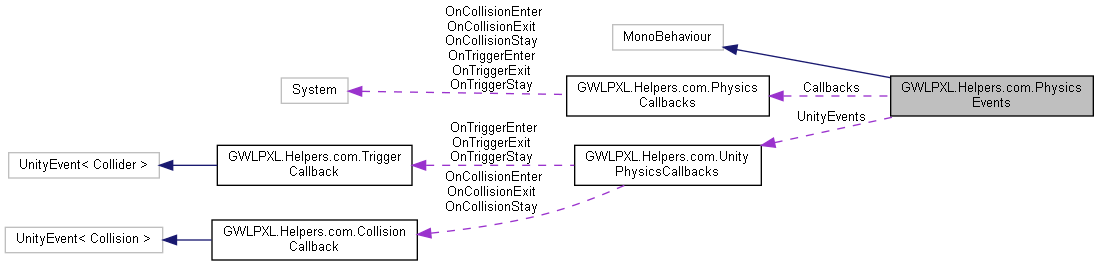 OnCollisionEnter
OnCollisionExit
OnCollisionStay
OnTriggerEnter
OnTriggerExit
OnTriggerStay
MonoBehaviour
System
GWLPXL.Helpers.com.Physics
Callbacks
Callbacks
GWLPXL.Helpers.com.Physics
Events
UnityEvents
OnTriggerEnter
OnTriggerExit
OnTriggerStay
UnityEvent< Collider >
GWLPXL.Helpers.com.Trigger
Callback
GWLPXL.Helpers.com.Unity
PhysicsCallbacks
OnCollisionEnter
OnCollisionExit
OnCollisionStay
UnityEvent< Collision >
GWLPXL.Helpers.com.Collision
Callback